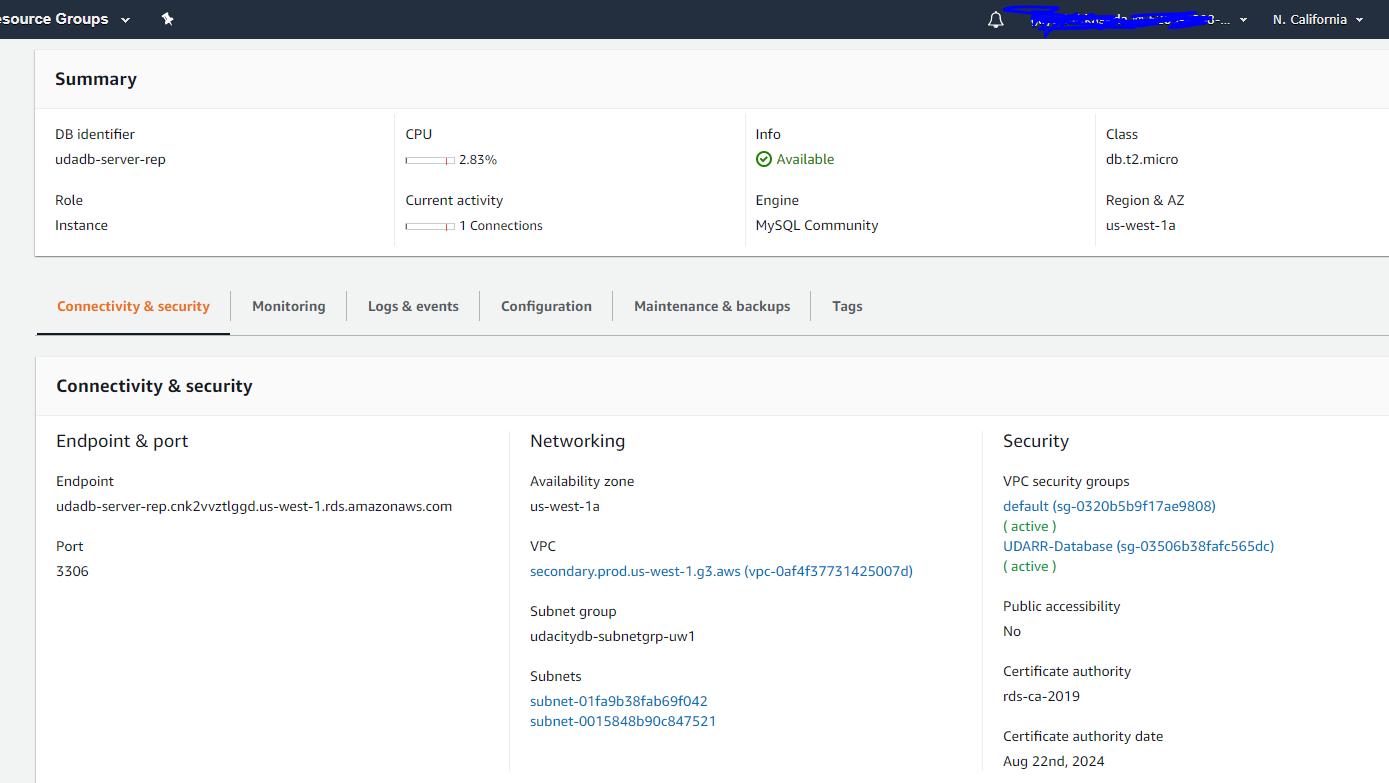 esource Groups
N. California
Summary
DB identifier
udadb-server-rep
CPU
2.83%
Info
Available
Class
db.t2.micro
Role
Instance
Current activity
1 Connections
Engine
MySQL Community
Region & AZ
us-west-1a
Connectivity & security
Monitoring
Logs & events
Configuration
Maintenance & backups
Tags
Connectivity & security
Endpoint & port
Endpoint
udadb-server-rep.cnk2vvztlggd.us-west-1.rds.amazonaws.com
Port
3306
Networking
Availability zone
us-west-1a
VPC
secondary.prod.us-west-1.g3.aws (vpc-0af4f37731425007d)
Subnet group
udacitydb-subnetgrp-uw1
Subnets
subnet-01fa9b38fab69f042
subnet-0015848b90c847521
Security
VPC security groups
default (sg-0320b5b9f17ae9808)
( active )
UDARR-Database (sg-03506b38fafc565dc)
( active )
Public accessibility
No
Certificate authority
rds-ca-2019
Certificate authority date
Aug 22nd, 2024